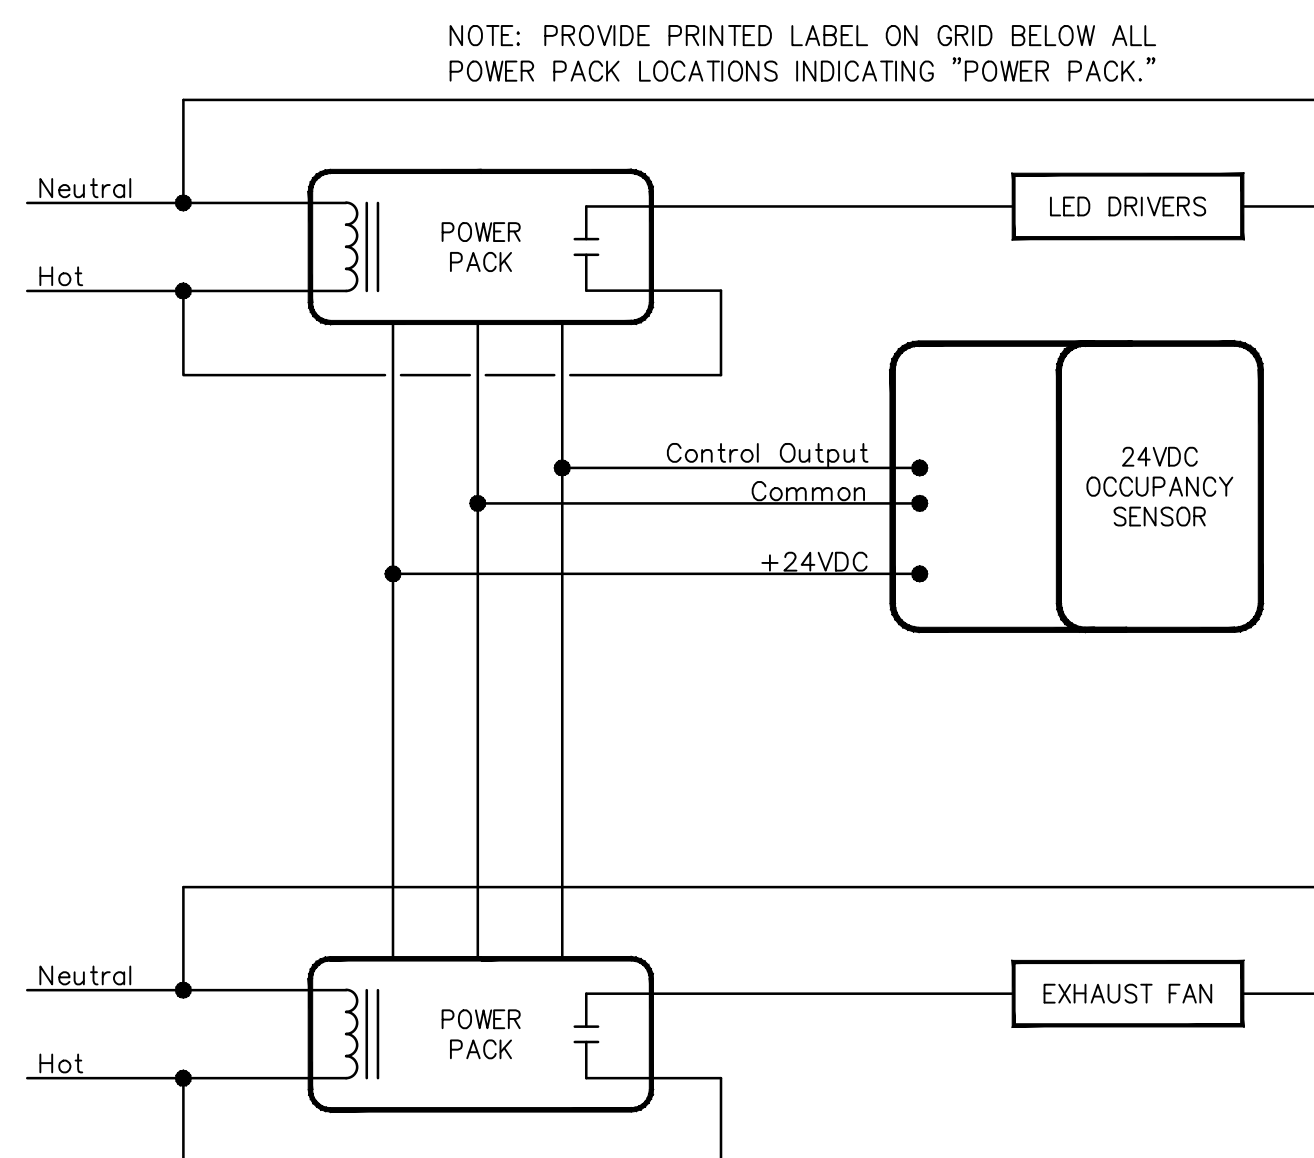 NOTE: PROVIDE PRINTED LABEL ON GRID BELOW ALL
POWER PACK LOCATIONS INDICATING "POWER PACK."
Neutral
Hot
POWER
PACK
LED DRIVERS
Control Output
Common
+24VDC
24VDC
OCCUPANCY
SENSOR
Neutral
Hot
POWER
PACK
EXHAUST FAN